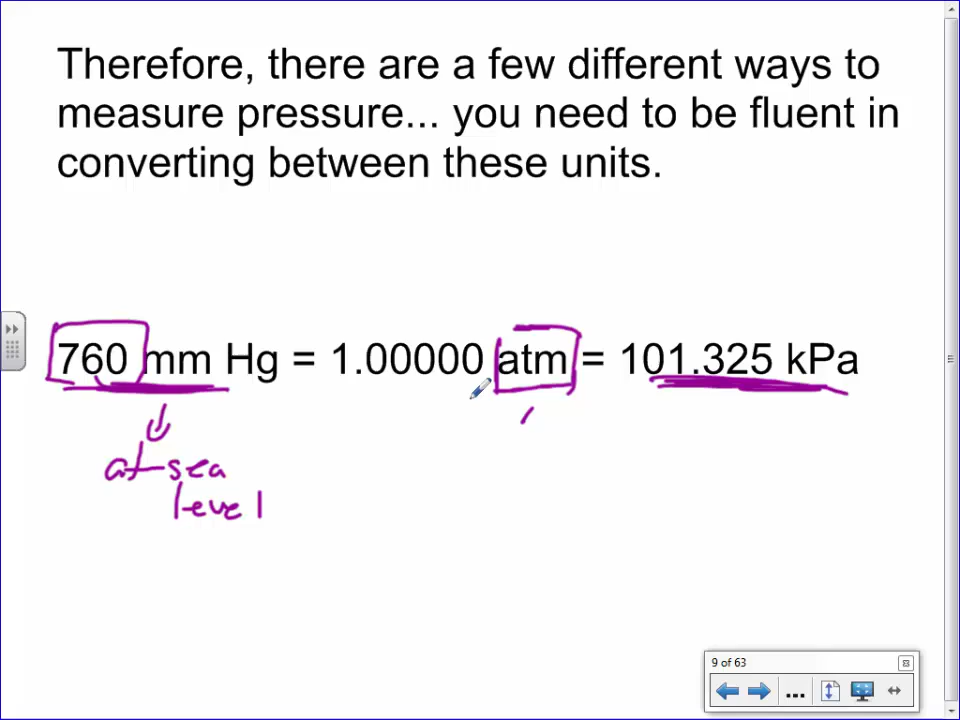 Therefore, there are a few different ways to
measure pressure... you need to be fluent in
converting between these units.
760 mm Hg = 1.00000 atm = 101.325 kPa
at sea
level
9 of 63
...